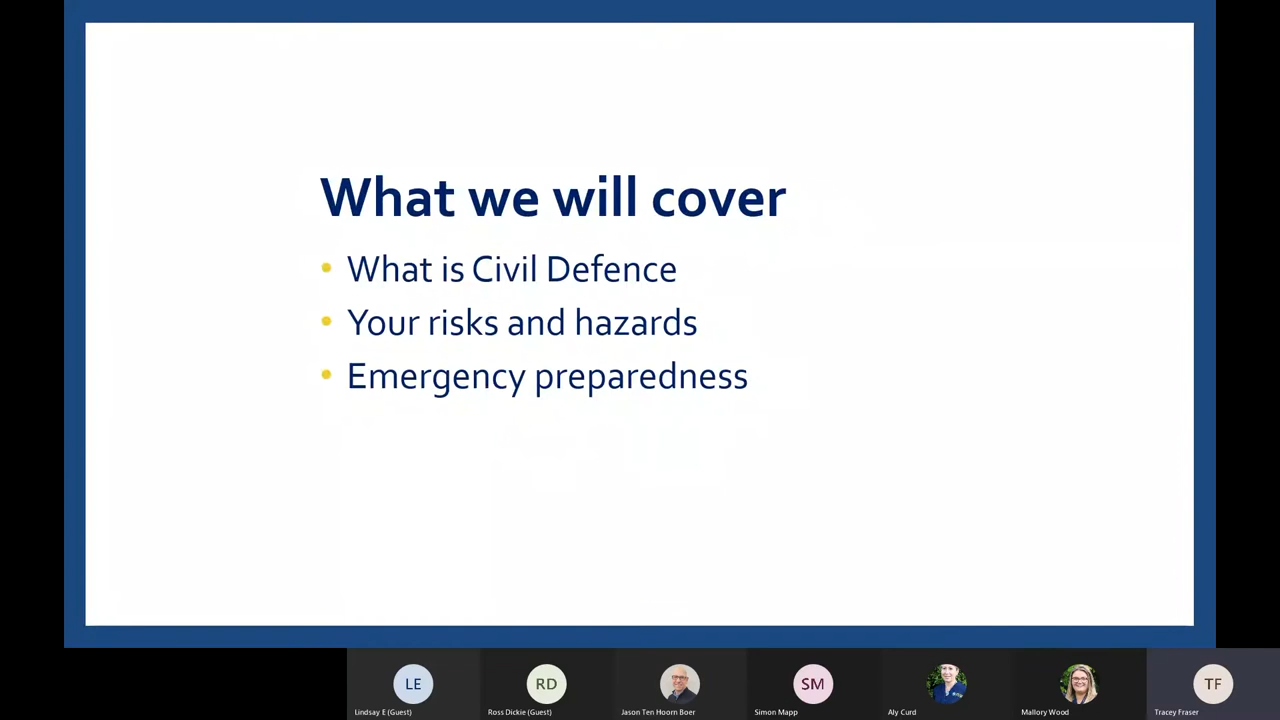 What we will cover
• What is Civil Defence
• Your risks and hazards
• Emergency preparedness
LE
RD
SM
TF
Lindsay E (Guest)
Ross Dickie (Guest)
Jason Ten Hoorn Boer
Simon Mapp
Aly Curd
Mallory Wood
Tracey Fraser